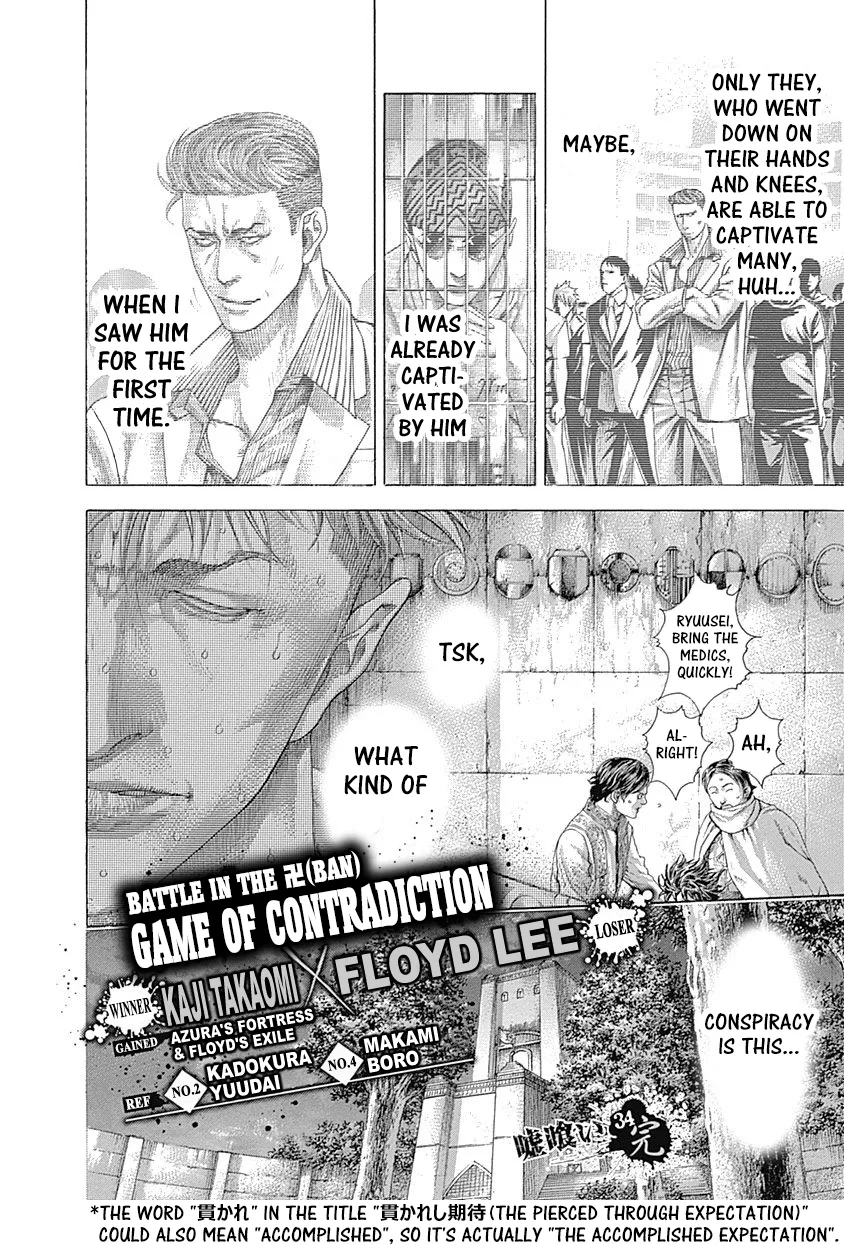 ONLY THEY,
WHO WENT
DOWN ON
THEIR HANDS
AND KNEES,
ARE ABLE TO
CAPTIVATE
MANY,
HUH...
MAYBE,
I WAS
ALREADY
CAPTI-
VATED
BY HIM
WHEN I
SAW HIM
FOR THE
FIRST
TIME.
RYUUSEI,
BRING THE
MEDICS,
QUICKLY!
AH,
AL-
RIGHT!
TSK,
WHAT
KIND OF
CONSPIRACY
IS THIS...
BATTLE IN THE 卍(BAN)
GAME OF CONTRADICTION
WINNER KAJI TAKAOMI X FLOYD LEE LOSER
GAINED AZURA'S FORTRESS
& FLOYD'S EXILE
REF NO.2 KADOKURA
YUUDAI
NO.4 MAKAMI
BORO
嘘喰い 34 完
*THE WORD "貫かれ" IN THE TITLE "貫かれし期待(THE PIERCED THROUGH EXPECTATION)"
COULD ALSO MEAN "ACCOMPLISHED", SO IT'S ACTUALLY "THE ACCOMPLISHED EXPECTATION".